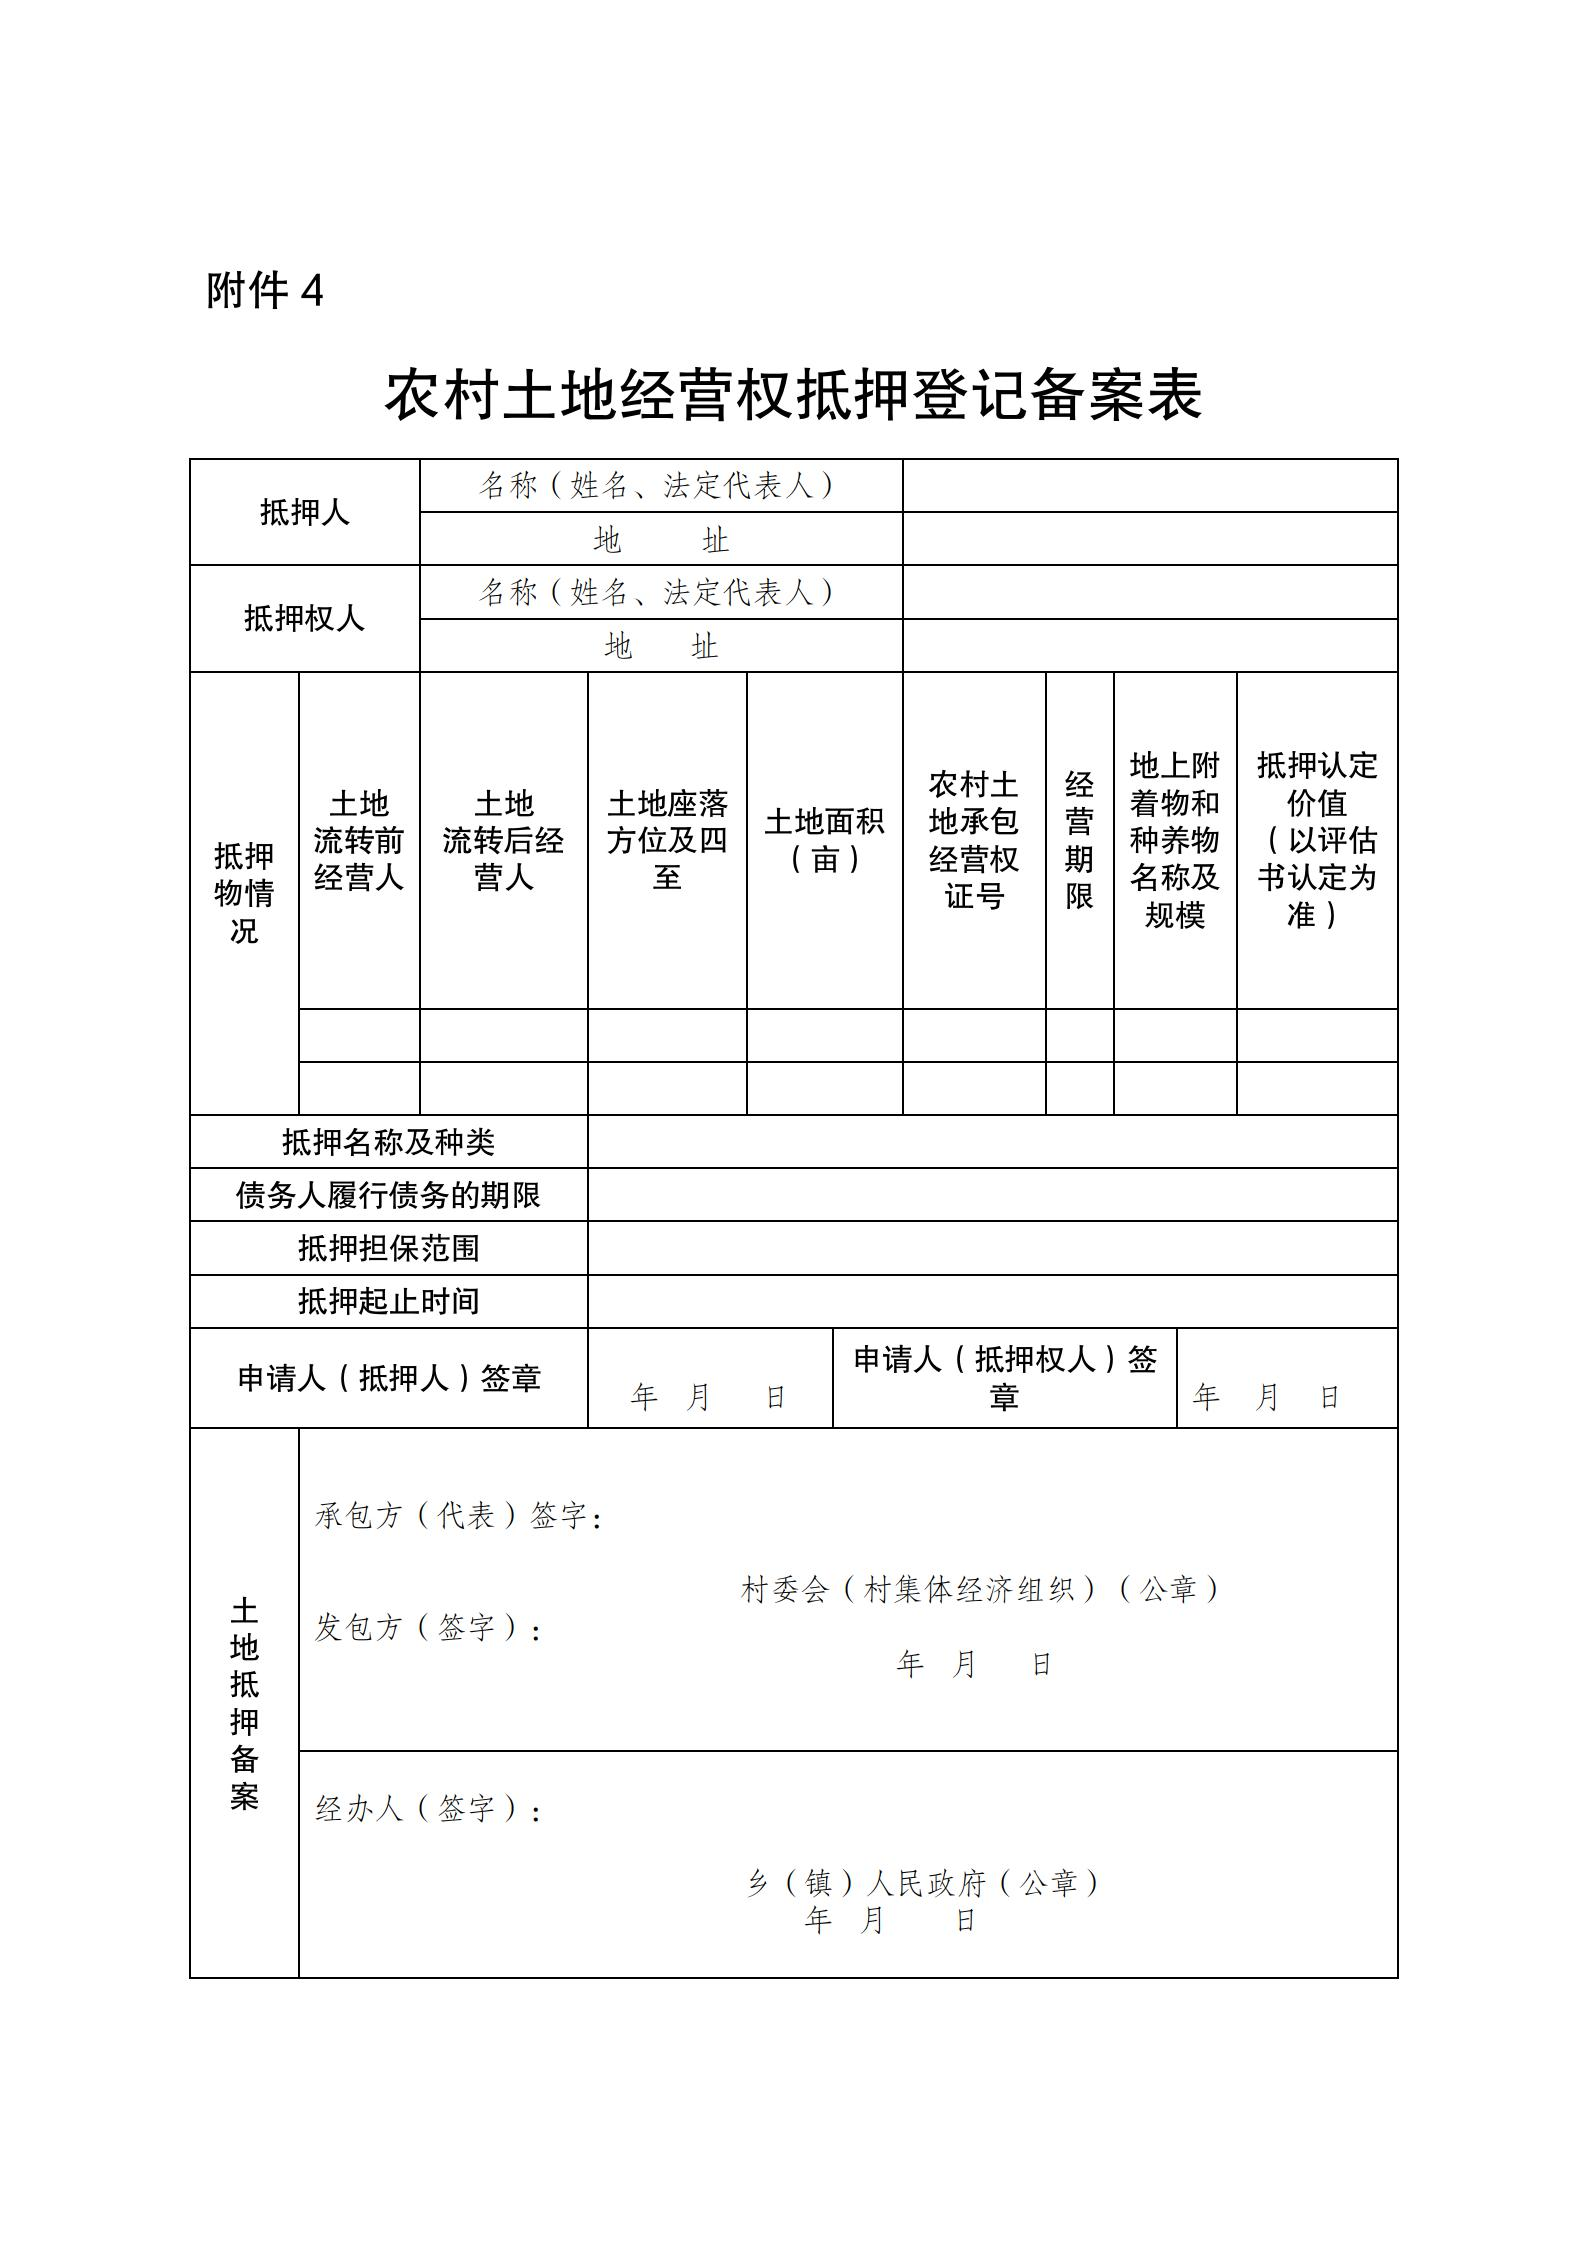 附件 4
农村土地经营权抵押登记备案表
抵押人
名称（姓名、法定代表人）
地 址
抵押权人
名称（姓名、法定代表人）
地 址
抵押
物情
况
土地
流转前
经营人
土地
流转后经
营人
土地座落
方位及四
至
土地面积
（亩）
农村土
地承包
经营权
证号
经
营
期
限
地上附
着物和
种养物
名称及
规模
抵押认定
价值
（以评估
书认定为
准）
抵押名称及种类
债务人履行债务的期限
抵押担保范围
抵押起止时间
申请人（抵押人）签章
年 月 日
申请人（抵押权人）签
章
年 月 日
土
地
抵
押
备
案
承包方（代表）签字：
村委会（村集体经济组织）（公章）
发包方（签字）：
年 月 日
经办人（签字）：
乡（镇）人民政府（公章）
年 月 日